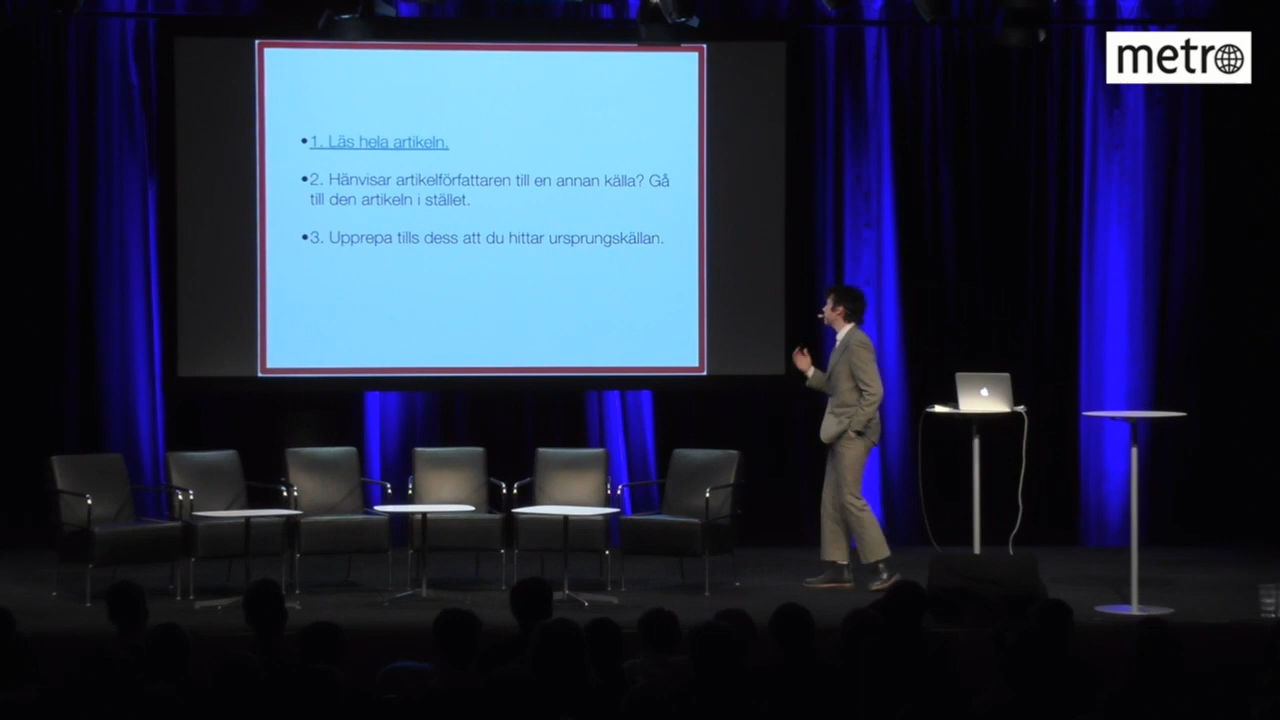 metro
•1. Läs hela artikeln.
•2. Hänvisar artikelförfattaren till en annan källa? Gå
till den artikeln i stället.
•3. Upprepa tills dess att du hittar ursprungskällan.